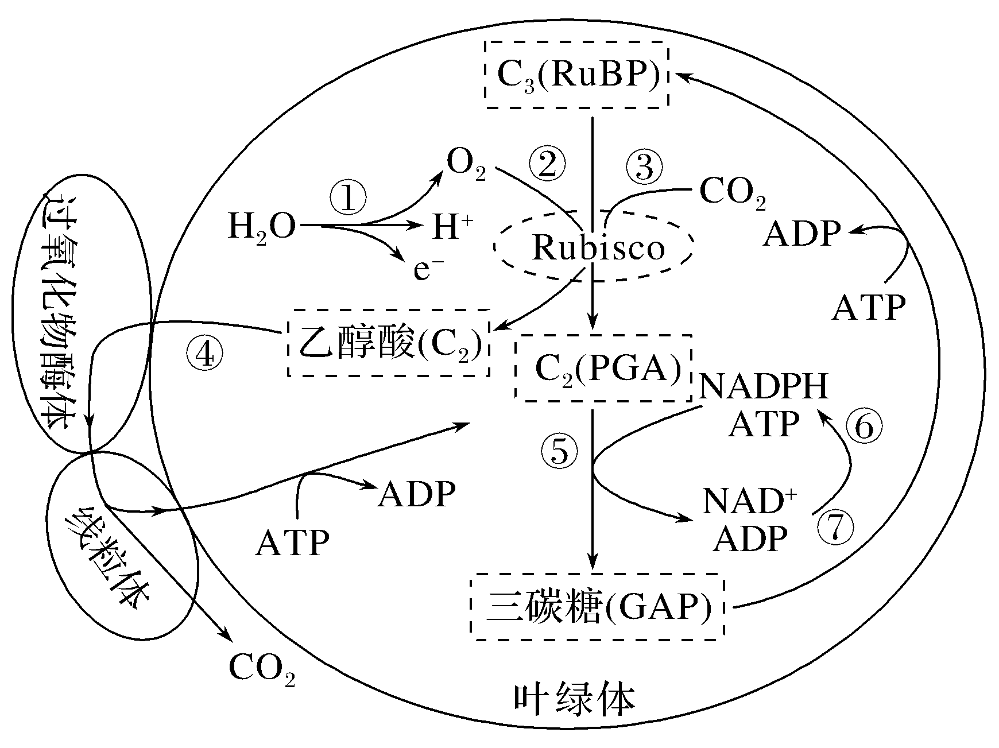 C₃(RuBP)
O₂
②
③
CO₂
①
H₂O
H⁺
e⁻
Rubisco
ADP
ATP
过氧化物酶体
④
乙醇酸(C₂)
C₂(PGA)
NADPH
ATP
⑥
⑤
ADP
ATP
NAD⁺
ADP
⑦
线粒体
三碳糖(GAP)
CO₂
叶绿体